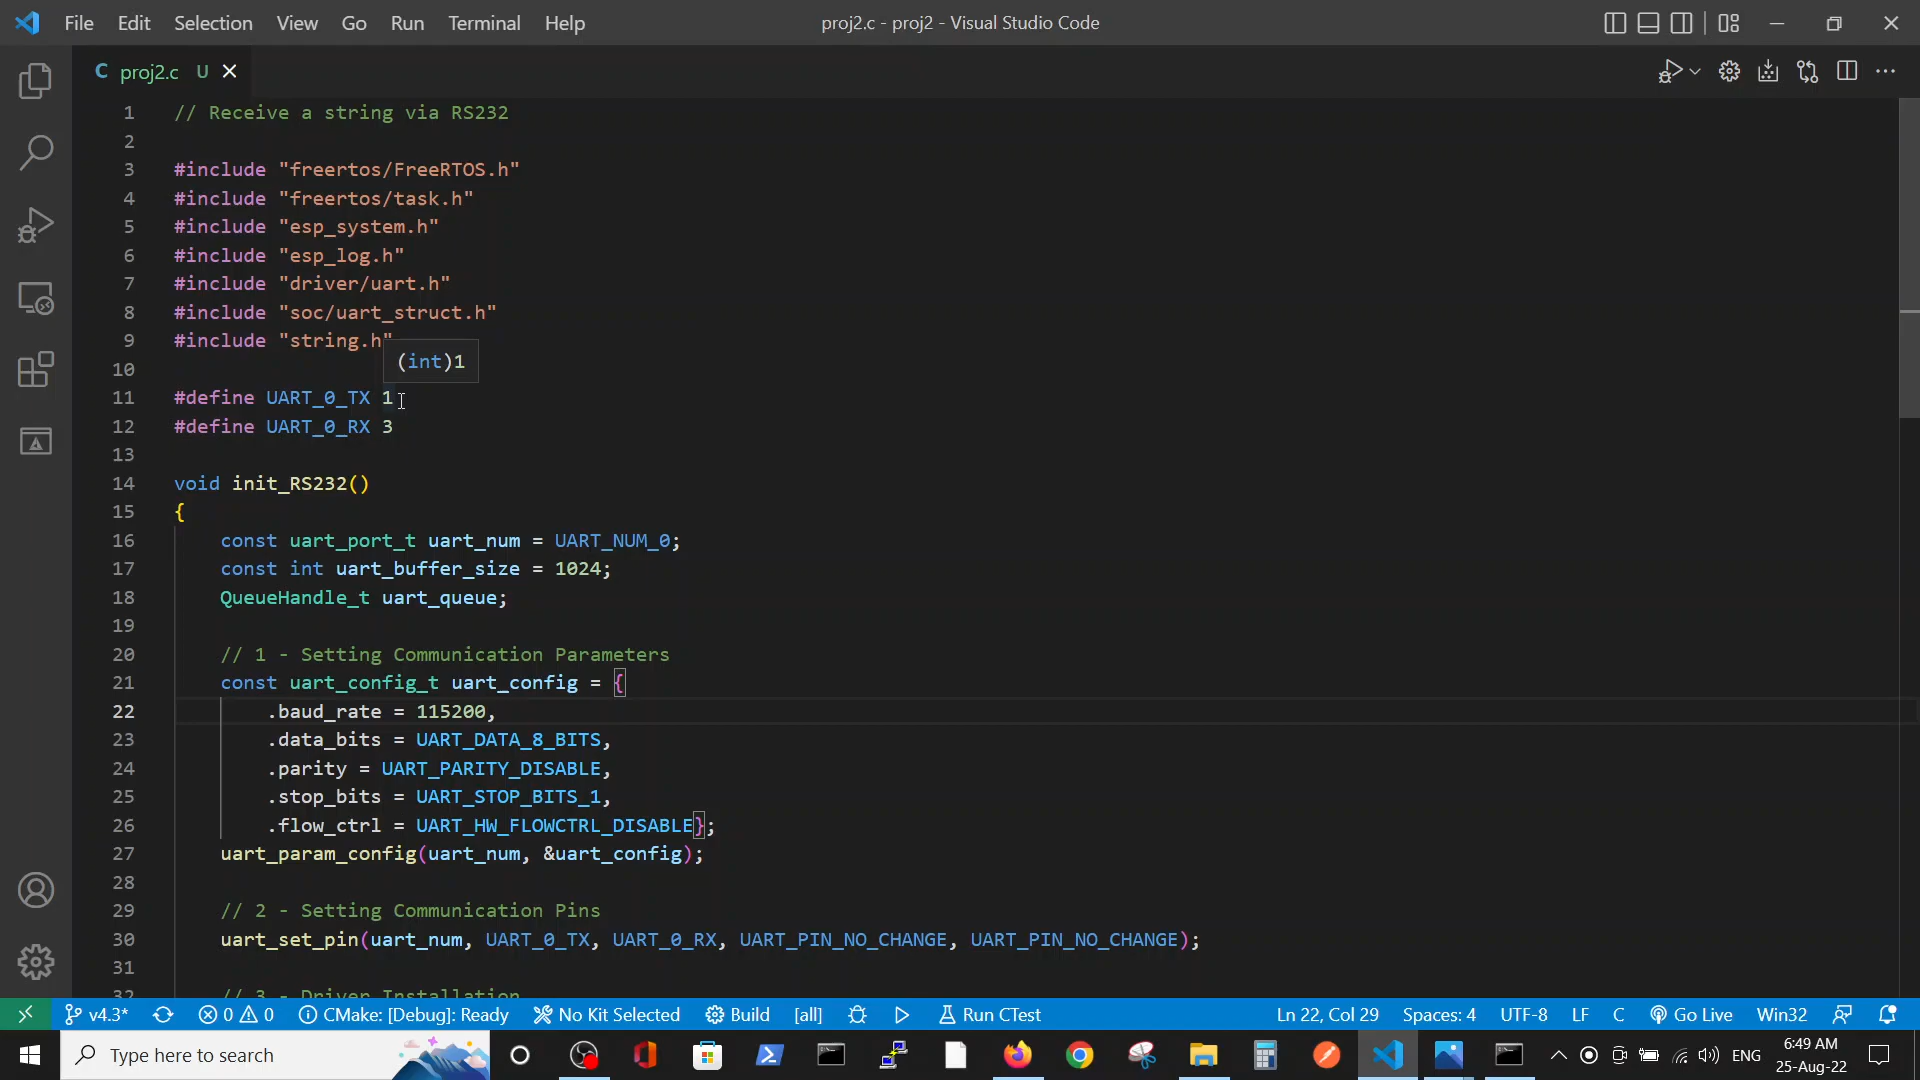 File Edit Selection View Go Run Terminal Help proj2.c - proj2 - Visual Studio Code
C proj2.c U
1 // Receive a string via RS232
2
3 #include "freertos/FreeRTOS.h"
4 #include "freertos/task.h"
5 #include "esp_system.h"
6 #include "esp_log.h"
7 #include "driver/uart.h"
8 #include "soc/uart_struct.h"
9 #include "string.h"
(int)1
10
11 #define UART_0_TX 1
12 #define UART_0_RX 3
13
14 void init_RS232()
15 {
16 const uart_port_t uart_num = UART_NUM_0;
17 const int uart_buffer_size = 1024;
18 QueueHandle_t uart_queue;
19
20 // 1 - Setting Communication Parameters
21 const uart_config_t uart_config = {
22 .baud_rate = 115200,
23 .data_bits = UART_DATA_8_BITS,
24 .parity = UART_PARITY_DISABLE,
25 .stop_bits = UART_STOP_BITS_1,
26 .flow_ctrl = UART_HW_FLOWCTRL_DISABLE};
27 uart_param_config(uart_num, &uart_config);
28
29 // 2 - Setting Communication Pins
30 uart_set_pin(uart_num, UART_0_TX, UART_0_RX, UART_PIN_NO_CHANGE, UART_PIN_NO_CHANGE);
31
32 // 3 - Driver Installation
v4.3* 0 0 CMake: [Debug]: Ready No Kit Selected Build [all] Run CTest Ln 22, Col 29 Spaces: 4 UTF-8 LF C Go Live Win32
Type here to search ENG 6:49 AM
25-Aug-22